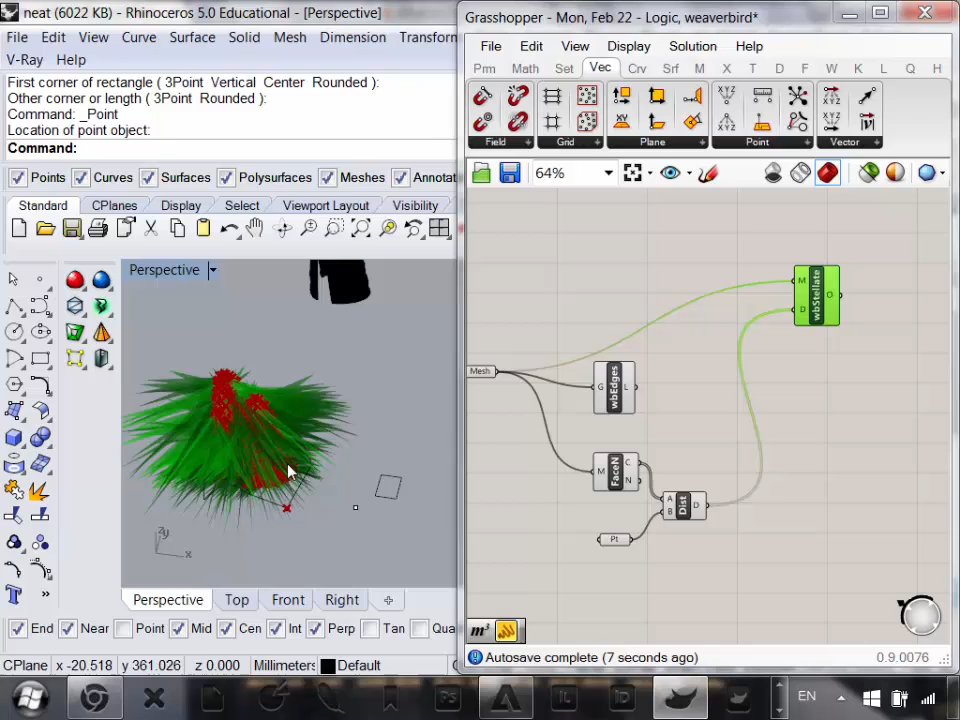 neat (6022 KB) - Rhinoceros 5.0 Educational - [Perspective]
File Edit View Curve Surface Solid Mesh Dimension Transform
V-Ray Help
First corner of rectangle ( 3Point Vertical Center Rounded ):
Other corner or length ( 3Point Rounded ):
Command: _Point
Location of point object:
Command:
Points Curves Surfaces Polysurfaces Meshes Annotat
Standard CPlanes Display Select Viewport Layout Visibility
Perspective
zy
x
Perspective Top Front Right
End Near Point Mid Cen Int Perp Tan Qua
CPlane x -20.518 y 361.026 z 0.000 Millimeters Default
Grasshopper - Mon, Feb 22 - Logic, weaverbird*
File Edit View Display Solution Help
Prm Math Set Vec Crv Srf M X T D F W K L Q H
Field Grid Plane Point Vector
64%
M
D
wbStellate
O
Mesh
G
wbEdges
L
M
FaceN
C
N
A
B
Dist
D
Pt
m³
Autosave complete (7 seconds ago)
0.9.0076
Ps
EN